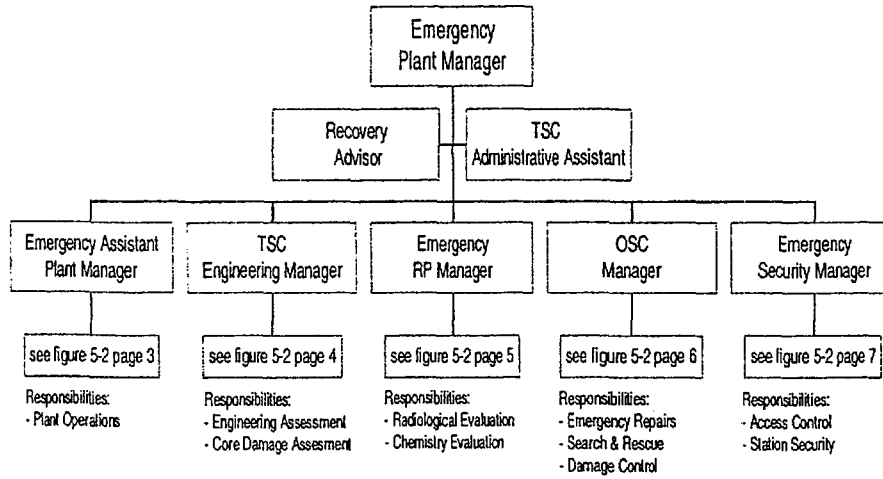 Emergency
Plant Manager
Recovery
Advisor
TSC
Administrative Assistant
Emergency Assistant
Plant Manager
TSC
Engineering Manager
Emergency
RP Manager
OSC
Manager
Emergency
Security Manager
see figure 5-2 page 3
see figure 5-2 page 4
see figure 5-2 page 5
see figure 5-2 page 6
see figure 5-2 page 7
Responsibilities:
- Plant Operations
Responsibilities:
- Engineering Assessment
- Core Damage Assesment
Responsibilities:
- Radiological Evaluation
- Chemistry Evaluation
Responsibilities:
- Emergency Repairs
- Search & Rescue
- Damage Control
Responsibilities:
- Access Control
- Station Security